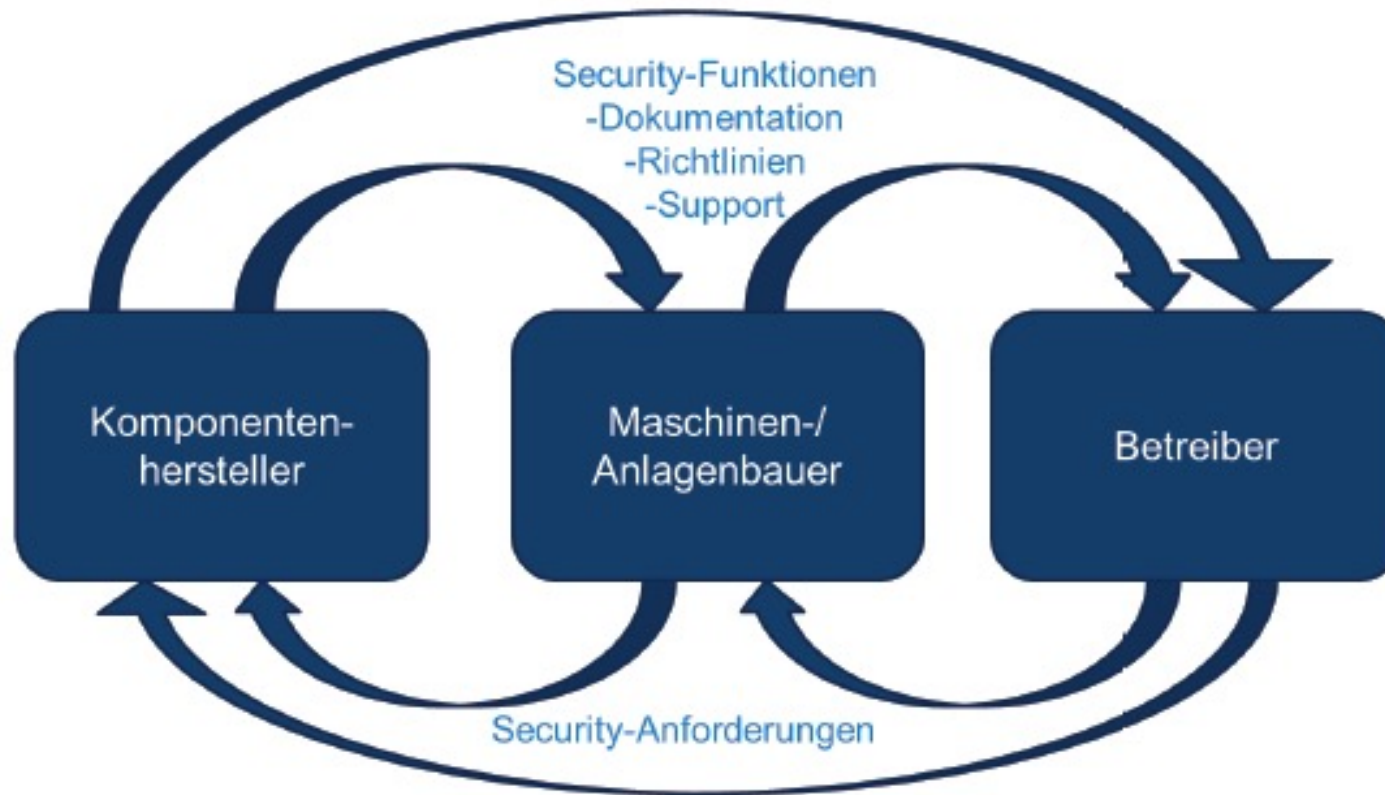 Security-Funktionen
-Dokumentation
-Richtlinien
-Support
Komponenten-
hersteller
Maschinen-/
Anlagenbauer
Betreiber
Security-Anforderungen